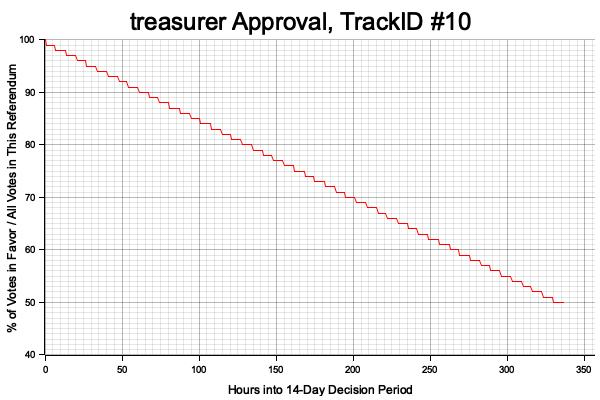 treasurer Approval, TrackID #10
% of Votes in Favor / All Votes in This Referendum
100
90
80
70
60
50
40
0 50 100 150 200 250 300 350
Hours into 14-Day Decision Period